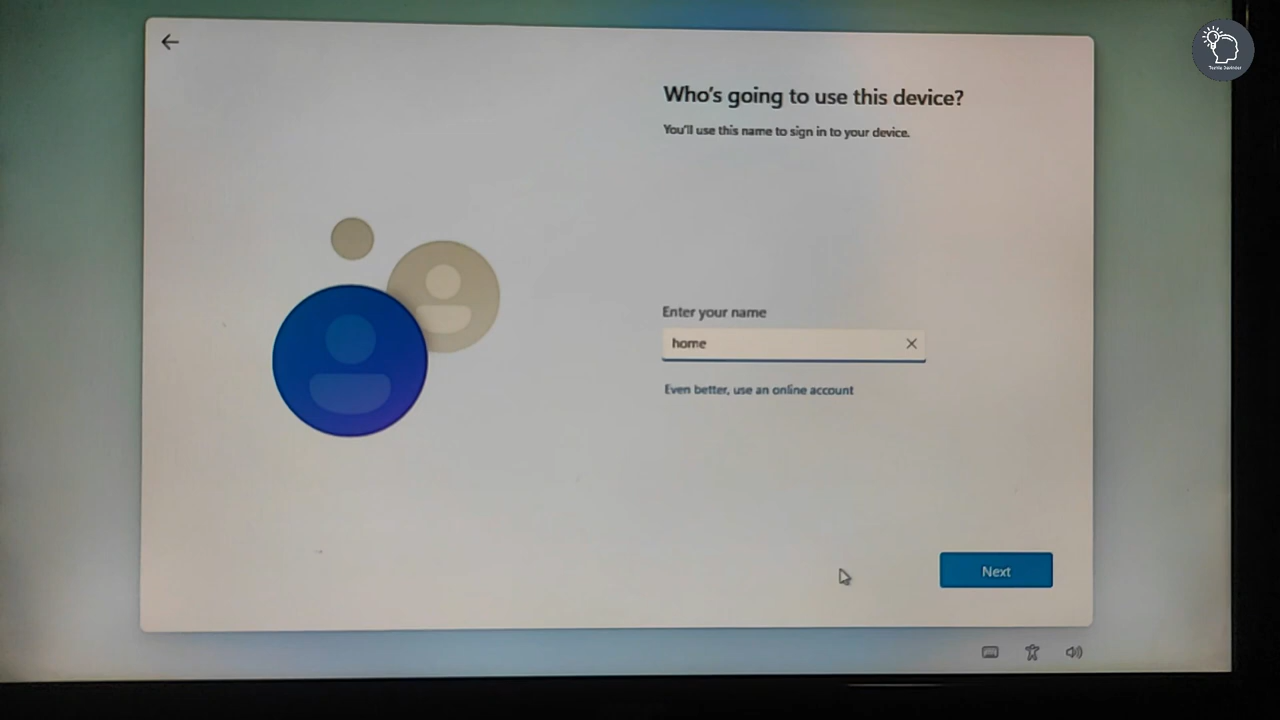 Who's going to use this device?
You'll use this name to sign in to your device.
Enter your name
home
Even better, use an online account
Next